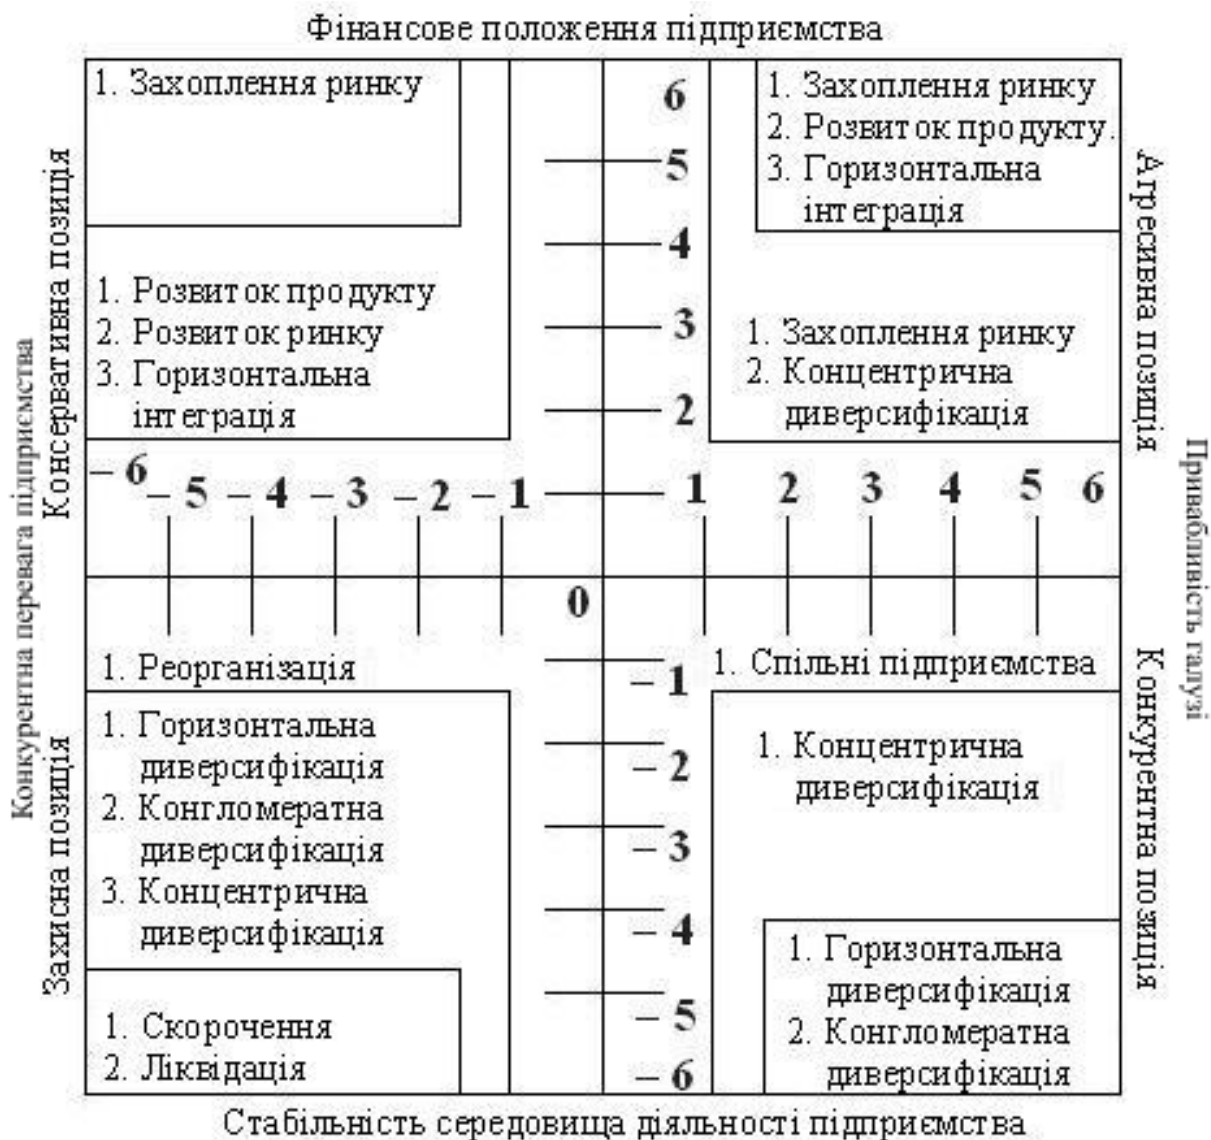 Фінансове положення підприємства
1. Захоплення ринку
1. Розвиток продукту
2. Розвиток ринку
3. Горизонтальна
інтеграція
Консервативна позиція
Конкурентна перевага підприємства
6
5
4
3
2
1
1. Захоплення ринку
2. Розвиток продукту.
3. Горизонтальна
інтеграція
1. Захоплення ринку
2. Концентрична
диверсифікація
Агресивна позиція
Привабливість галузі
– 6 – 5 – 4 – 3 – 2 – 1
2 3 4 5 6
0
1. Реорганізація
1. Горизонтальна
диверсифікація
2. Конгломератна
диверсифікація
3. Концентрична
диверсифікація
1. Скорочення
2. Ліквідація
Захисна позиція
– 1
– 2
– 3
– 4
– 5
– 6
1. Спільні підприємства
1. Концентрична
диверсифікація
1. Горизонтальна
диверсифікація
2. Конгломератна
диверсифікація
Конкурентна позиція
Стабільність середовища діяльності підприємства